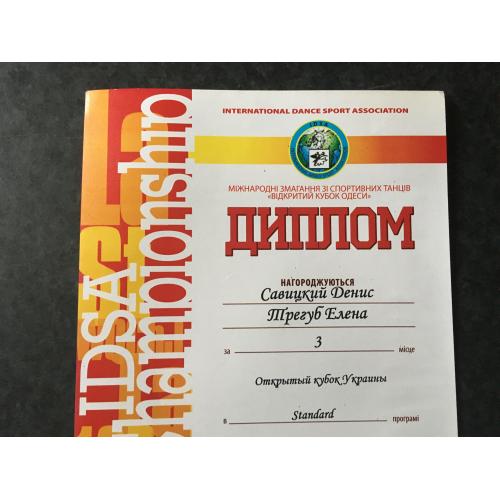 IDSA
Championship
INTERNATIONAL DANCE SPORT ASSOCIATION
IDSA
МІЖНАРОДНІ ЗМАГАННЯ ЗІ СПОРТИВНИХ ТАНЦІВ
«ВІДКРИТИЙ КУБОК ОДЕСИ»
ДИПЛОМ
НАГОРОДЖУЮТЬСЯ
Савицкий Денис
Трегуб Елена
за 3 місце
Открытый кубок Украины
в Standard програмі